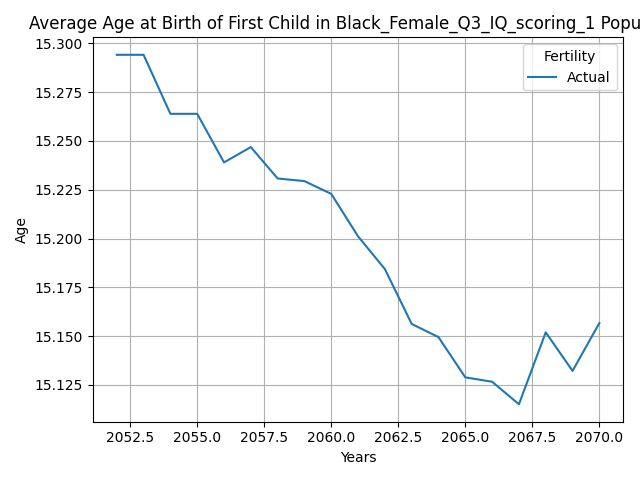 Average Age at Birth of First Child in Black_Female_Q3_IQ_scoring_1 Popu
15.300
15.275
15.250
15.225
15.200
15.175
15.150
15.125
Age
Fertility
Actual
2052.5 2055.0 2057.5 2060.0 2062.5 2065.0 2067.5 2070.0
Years